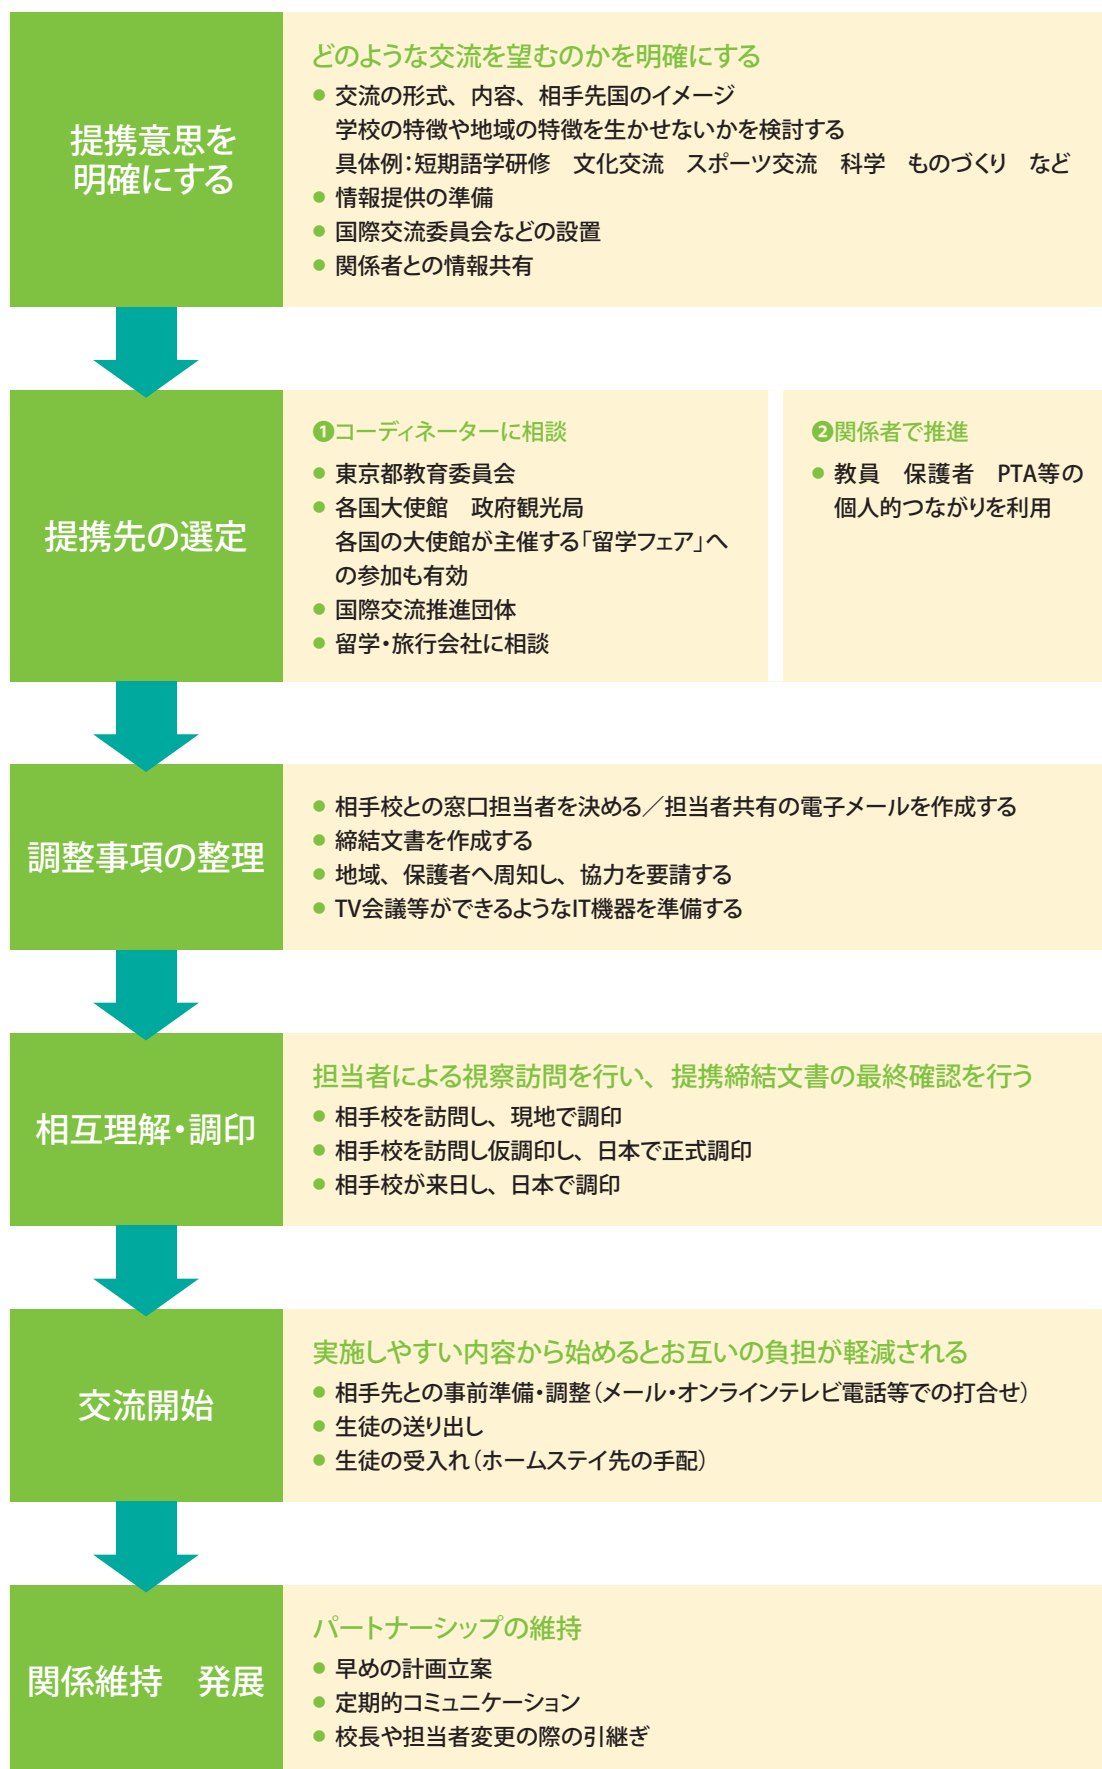 提携意思を
明確にする
どのような交流を望むのかを明確にする
● 交流の形式、内容、相手先国のイメージ
学校の特徴や地域の特徴を生かせないかを検討する
具体例：短期語学研修　文化交流　スポーツ交流　科学　ものづくり　など
● 情報提供の準備
● 国際交流委員会などの設置
● 関係者との情報共有
提携先の選定
❶コーディネーターに相談
● 東京都教育委員会
● 各国大使館　政府観光局
各国の大使館が主催する「留学フェア」へ
の参加も有効
● 国際交流推進団体
● 留学・旅行会社に相談
❷関係者で推進
● 教員　保護者　PTA等の
個人的つながりを利用
調整事項の整理
● 相手校との窓口担当者を決める／担当者共有の電子メールを作成する
● 締結文書を作成する
● 地域、保護者へ周知し、協力を要請する
● TV会議等ができるようなIT機器を準備する
相互理解・調印
担当者による視察訪問を行い、提携締結文書の最終確認を行う
● 相手校を訪問し、現地で調印
● 相手校を訪問し仮調印し、日本で正式調印
● 相手校が来日し、日本で調印
交流開始
実施しやすい内容から始めるとお互いの負担が軽減される
● 相手先との事前準備・調整（メール・オンラインテレビ電話等での打合せ）
● 生徒の送り出し
● 生徒の受入れ（ホームステイ先の手配）
関係維持　発展
パートナーシップの維持
● 早めの計画立案
● 定期的コミュニケーション
● 校長や担当者変更の際の引継ぎ